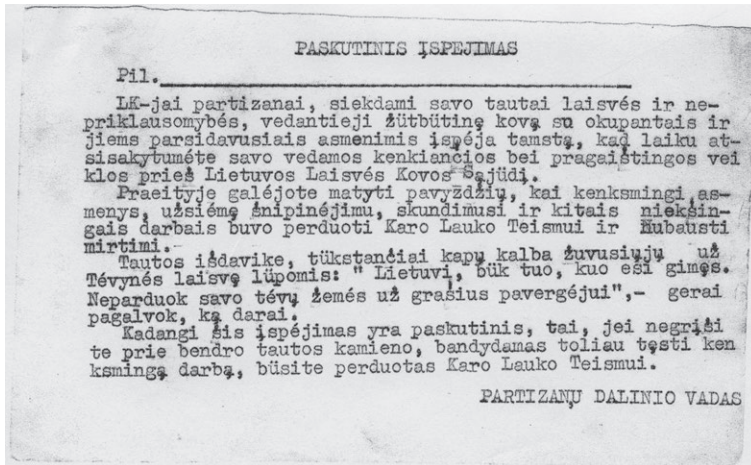 PASKUTINIS ĮSPEJIMAS
Pil.
LK-jai partizanai, siekdami savo tautai laisvės ir ne-
priklausomybės, vedantieji žūtbūtinę kovą su okupantais ir
jiems parsidavusiais asmenimis įspėja tamstą, kad laiku at-
sisakytumėte savo vedamos kenkiančios bei pragaištingos vei
klos prieš Lietuvos Laisvės Kovos Sąjūdį.
Praeityje galėjote matyti pavyzdžių, kai kenksmingi as-
menys, užsiėmę šnipinėjimu, skundimusi ir kitais niekšin-
gais darbais buvo perduoti Karo Lauko Teismui ir Nubausti
mirtimi.-
Tautos išdavike, tūkstančiai kapų kalba žuvusiųjų už
Tėvynės laisvę lūpomis: " Lietuvi, būk tuo, kuo esi gimęs.
Neparduok savo tėvų žemės už grašius pavergėjui",- gerai
pagalvok, ką darai.
Kadangi šis įspėjimas yra paskutinis, tai, jei negrįši
te prie bendro tautos kamieno, bandydamas toliau tęsti ken
ksmingą darbą, būsite perduotas Karo Lauko Teismui.
PARTIZANŲ DALINIO VADAS